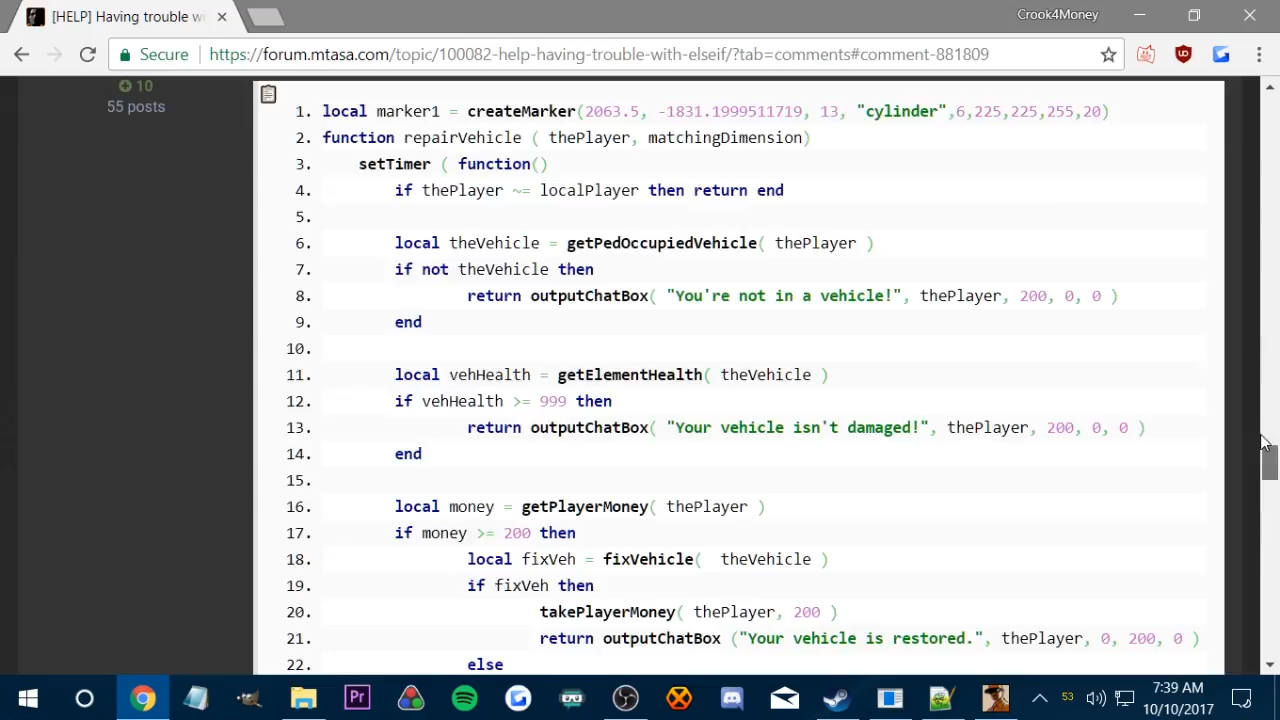 [HELP] Having trouble wi
Crook4Money
Secure
https://forum.mtasa.com/topic/100082-help-having-trouble-with-elseif/?tab=comments#comment-881809
10
55 posts
1. local marker1 = createMarker(2063.5, -1831.1999511719, 13, "cylinder",6,225,225,255,20)
2. function repairVehicle ( thePlayer, matchingDimension)
3. setTimer ( function()
4. if thePlayer ~= localPlayer then return end
5.
6. local theVehicle = getPedOccupiedVehicle( thePlayer )
7. if not theVehicle then
8. return outputChatBox( "You're not in a vehicle!", thePlayer, 200, 0, 0 )
9. end
10.
11. local vehHealth = getElementHealth( theVehicle )
12. if vehHealth >= 999 then
13. return outputChatBox( "Your vehicle isn't damaged!", thePlayer, 200, 0, 0 )
14. end
15.
16. local money = getPlayerMoney( thePlayer )
17. if money >= 200 then
18. local fixVeh = fixVehicle(  theVehicle )
19. if fixVeh then
20. takePlayerMoney( thePlayer, 200 )
21. return outputChatBox ("Your vehicle is restored.", thePlayer, 0, 200, 0 )
22. else
Pr
53
7:39 AM
10/10/2017